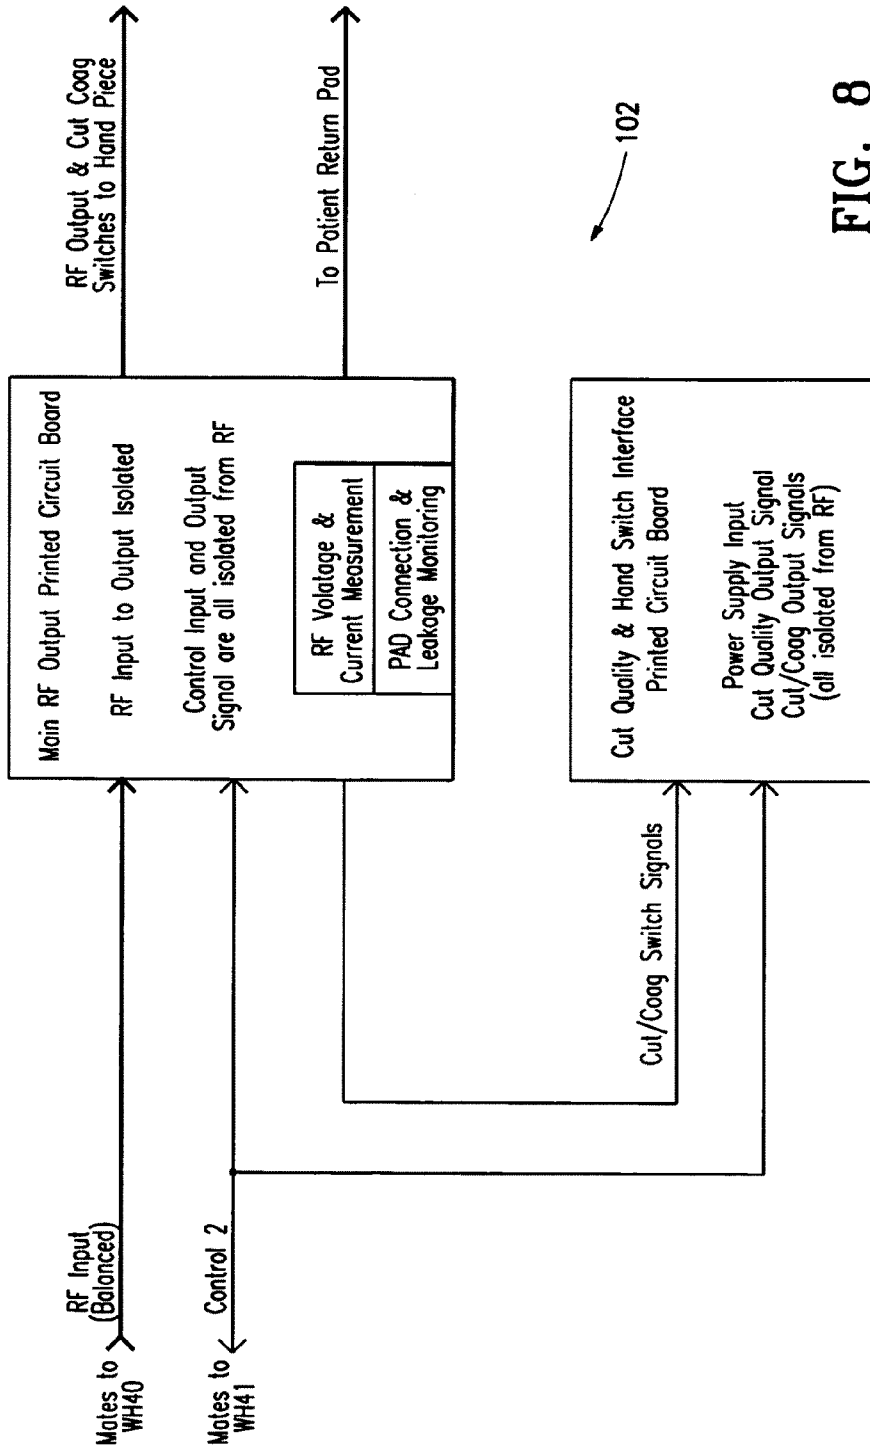 Mates to
WH40
RF Input
(Balanced)
Mates to
WH41
Control 2
Main RF Output Printed Circuit Board
RF Input to Output Isolated
Control Input and Output
Signal are all isolated from RF
RF Volatage &
Current Measurement
PAD Connection &
Leakage Monitoring
RF Output & Cut Coag
Switches to Hand Piece
To Patient Return Pad
Cut/Coag Switch Signals
Cut Quality & Hand Switch Interface
Printed Circuit Board
Power Supply Input
Cut Quality Output Signal
Cut/Coag Output Signals
(all isolated from RF)
102
FIG. 8